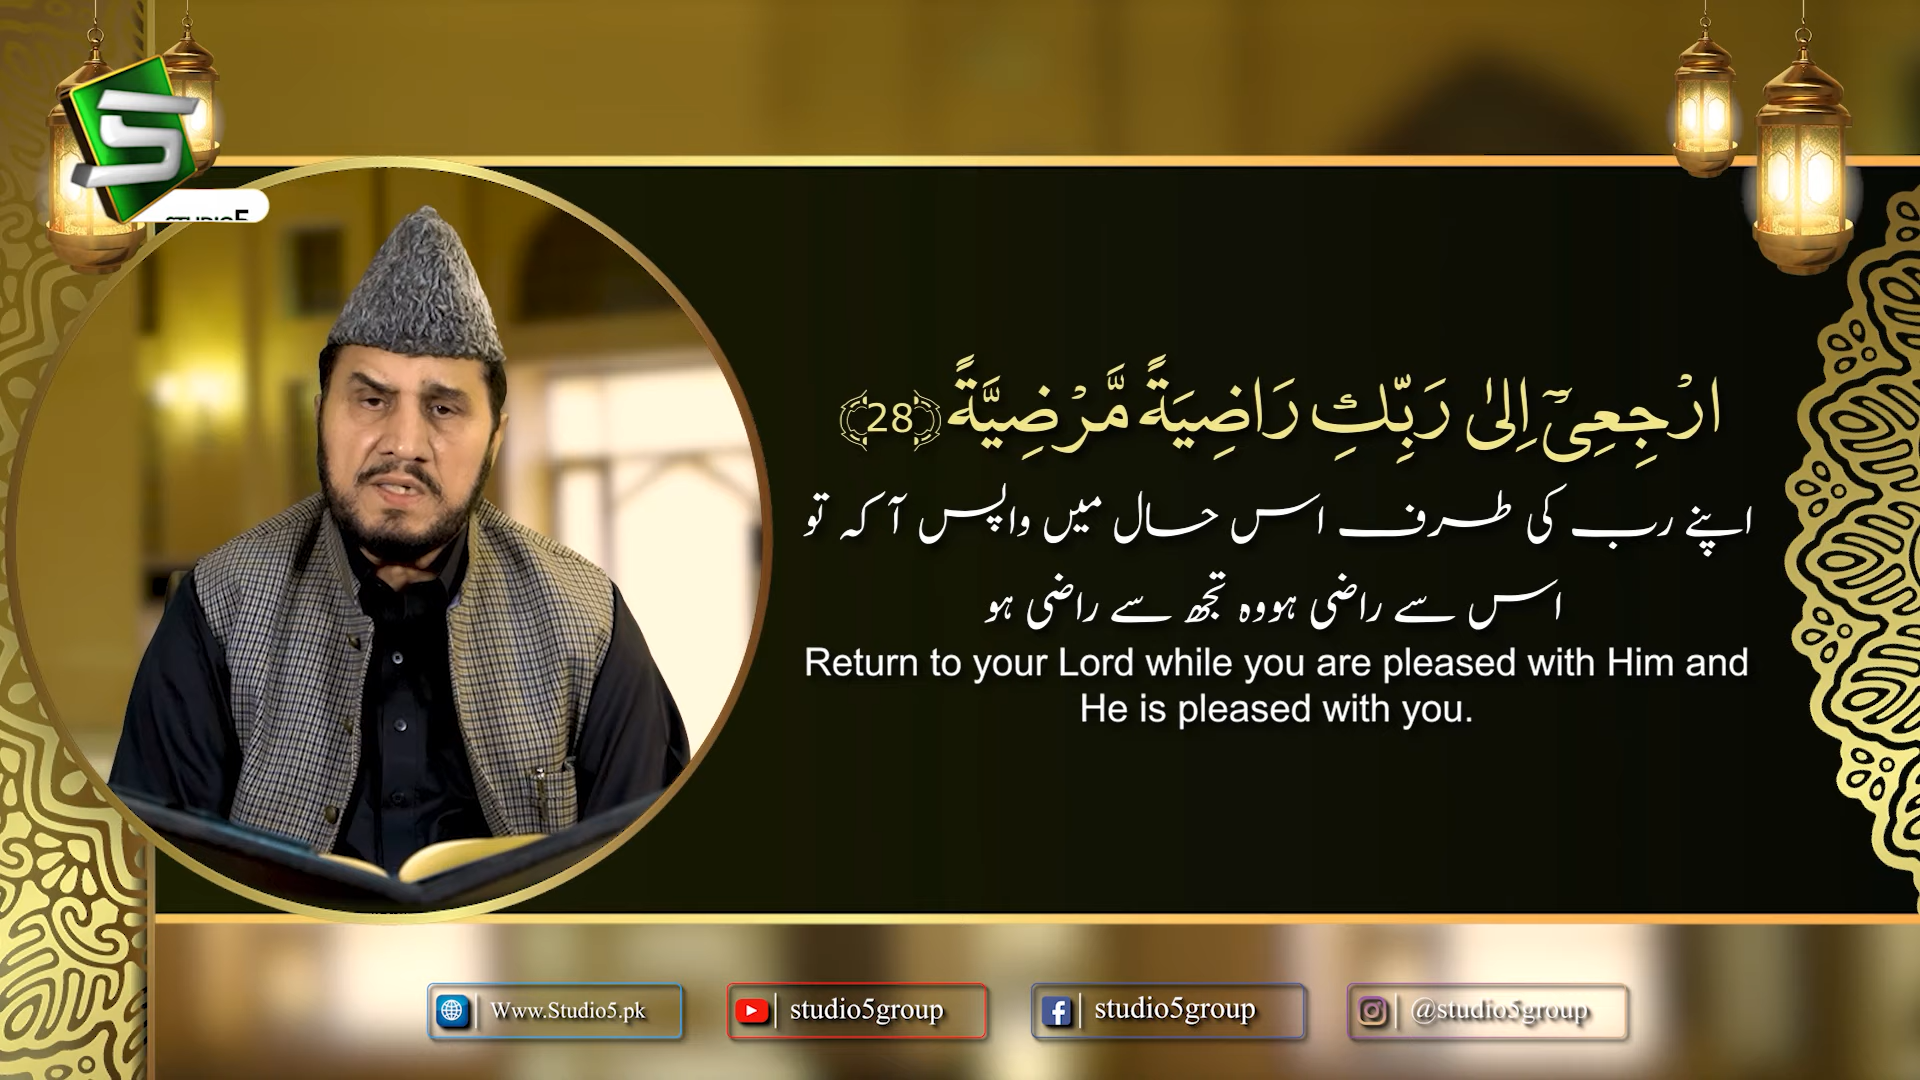 ارْجِعِیْۤ اِلٰى رَبِّكِ رَاضِیَةً مَّرْضِیَّةً ﴿28﴾
اپنے رب کی طرف اس حال میں واپس آ کہ تو
اس سے راضی ہو وہ تجھ سے راضی ہو
Return to your Lord while you are pleased with Him and
He is pleased with you.
Www.Studio5.pk
studio5group
studio5group
@studio5group